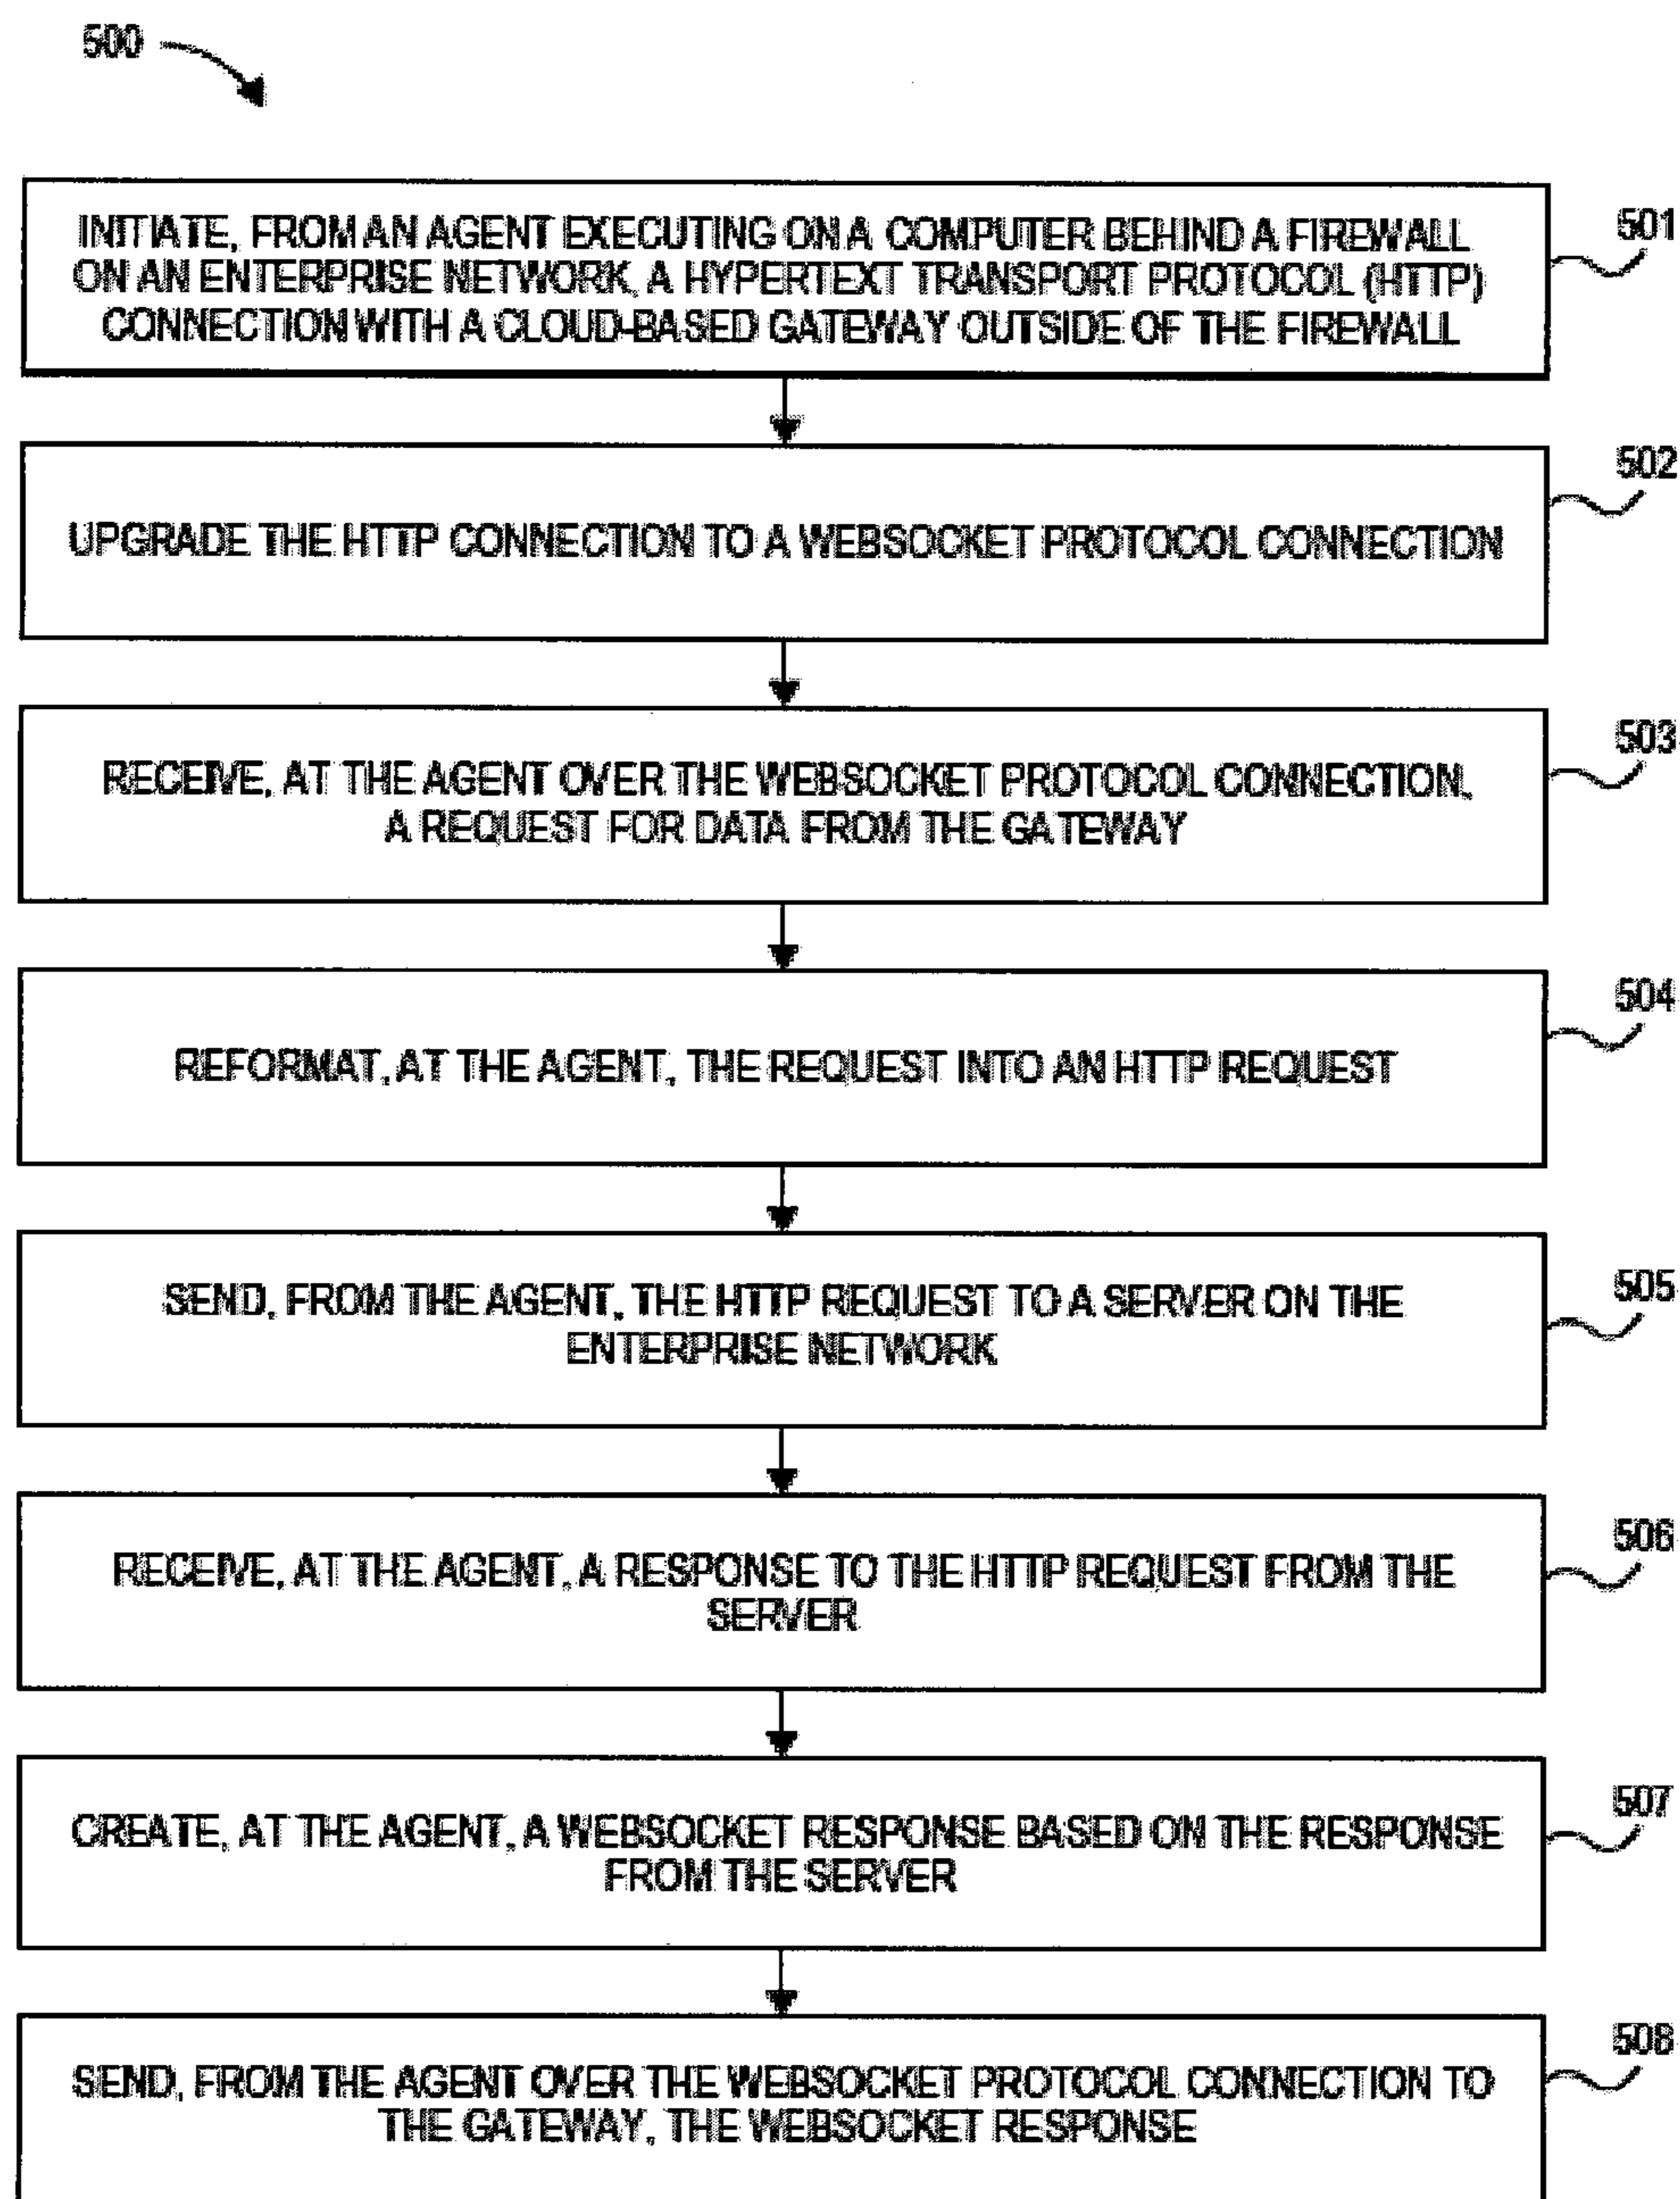 500
INITIATE, FROM AN AGENT EXECUTING ON A COMPUTER BEHIND A FIREWALL
ON AN ENTERPRISE NETWORK, A HYPERTEXT TRANSPORT PROTOCOL (HTTP)
CONNECTION WITH A CLOUD-BASED GATEWAY OUTSIDE OF THE FIREWALL
501
UPGRADE THE HTTP CONNECTION TO A WEBSOCKET PROTOCOL CONNECTION
502
RECEIVE, AT THE AGENT OVER THE WEBSOCKET PROTOCOL CONNECTION,
A REQUEST FOR DATA FROM THE GATEWAY
503
REFORMAT, AT THE AGENT, THE REQUEST INTO AN HTTP REQUEST
504
SEND, FROM THE AGENT, THE HTTP REQUEST TO A SERVER ON THE
ENTERPRISE NETWORK
505
RECEIVE, AT THE AGENT, A RESPONSE TO THE HTTP REQUEST FROM THE
SERVER
506
CREATE, AT THE AGENT, A WEBSOCKET RESPONSE BASED ON THE RESPONSE
FROM THE SERVER
507
SEND, FROM THE AGENT OVER THE WEBSOCKET PROTOCOL CONNECTION TO
THE GATEWAY, THE WEBSOCKET RESPONSE
508